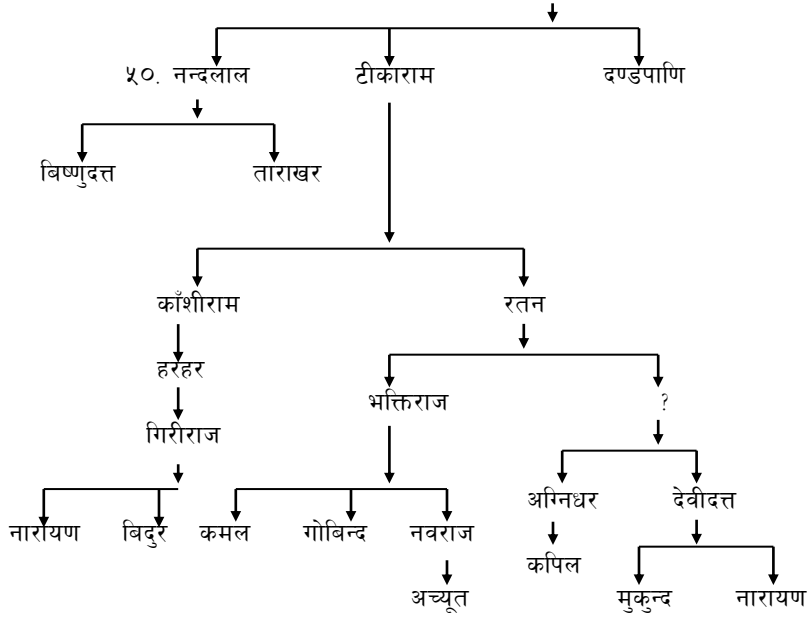 ५०. नन्दलाल टीकाराम दण्डपाणि
बिष्णुदत्त ताराखर
काँशीराम रतन
हरहर
भक्तिराज ?
गिरीराज
अग्निधर देवीदत्त
नारायण बिदुर कमल गोबिन्द नवराज
कपिल
अच्यूत मुकुन्द नारायण